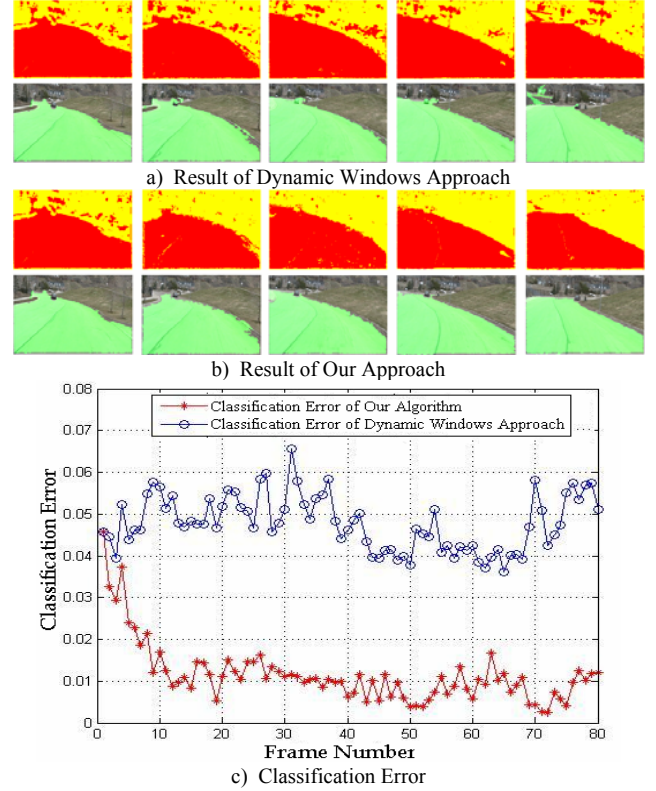 a) Result of Dynamic Windows Approach
b) Result of Our Approach
0.08
0.07
0.06
0.05
0.04
0.03
0.02
0.01
0
Classification Error
Classification Error of Our Algorithm
Classification Error of Dynamic Windows Approach
0 10 20 30 40 50 60 70 80
Frame Number
c) Classification Error